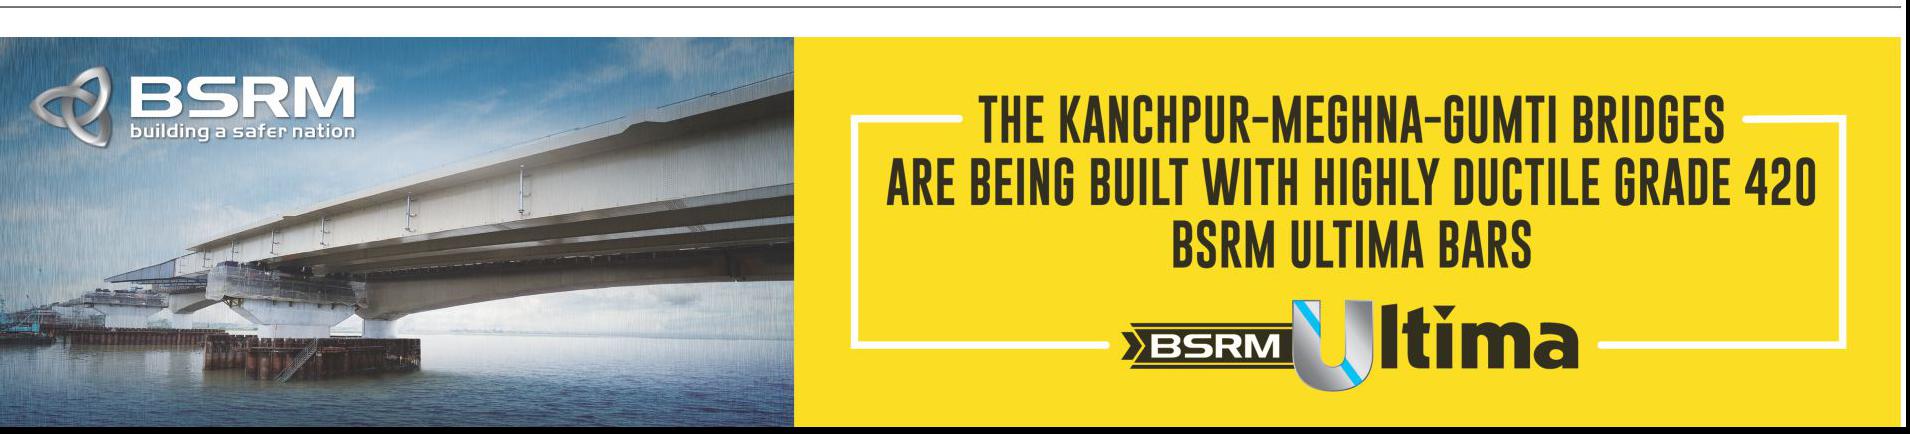 BSRM
building a safer nation
THE KANCHPUR-MEGHNA-GUMTI BRIDGES
ARE BEING BUILT WITH HIGHLY DUCTILE GRADE 420
BSRM ULTIMA BARS
BSRM Ultima